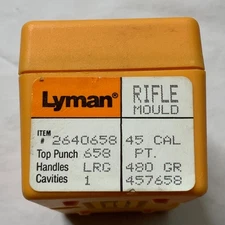 Lyman®
RIFLE
MOULD
ITEM # 2640658
Top Punch 658
Handles LRG
Cavities 1
45 CAL
PT.
480 GR
457658